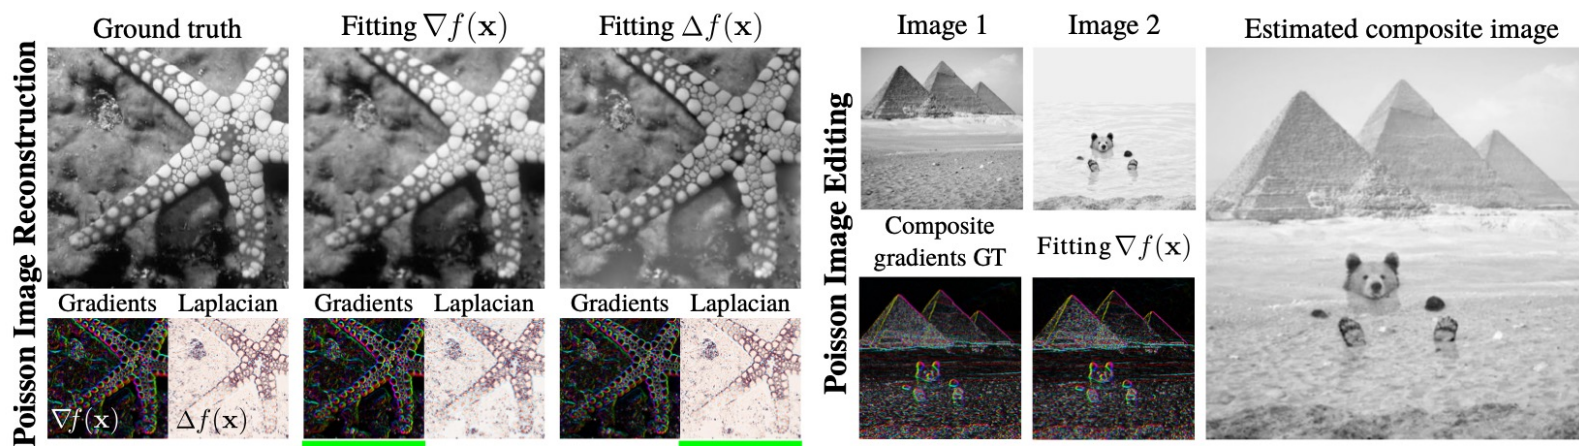 Poisson Image Reconstruction
Ground truth
Fitting ∇f(x)
Fitting Δf(x)
Gradients Laplacian
Gradients Laplacian
Gradients Laplacian
∇f(x) Δf(x)
Poisson Image Editing
Image 1
Image 2
Composite
gradients GT
Fitting ∇f(x)
Estimated composite image